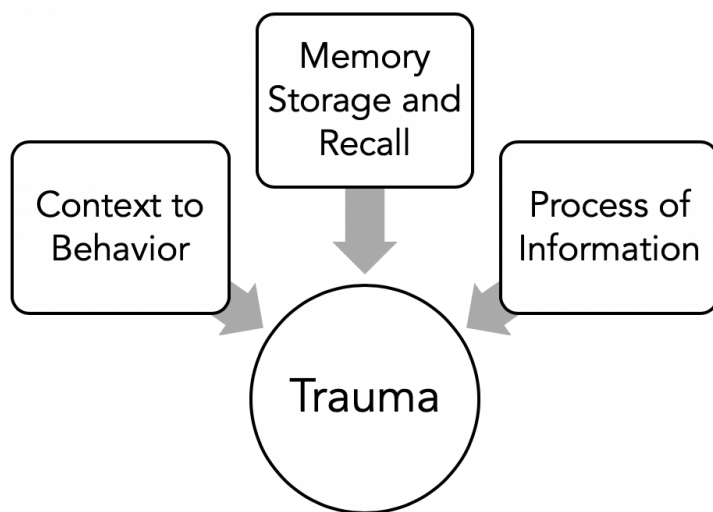 Memory
Storage and
Recall
Context to
Behavior
Process of
Information
Trauma